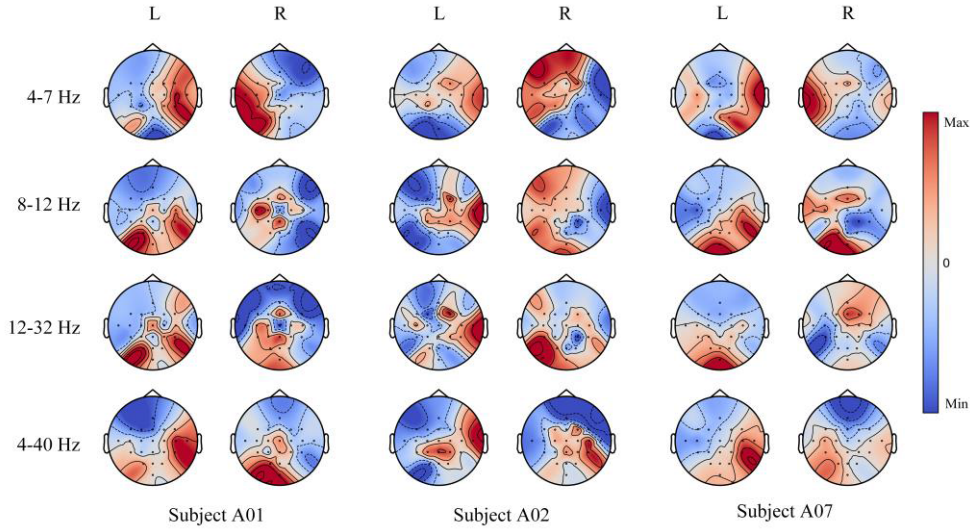 L R L R L R
4-7 Hz
Max
8-12 Hz
0
12-32 Hz
Min
4-40 Hz
Subject A01 Subject A02 Subject A07